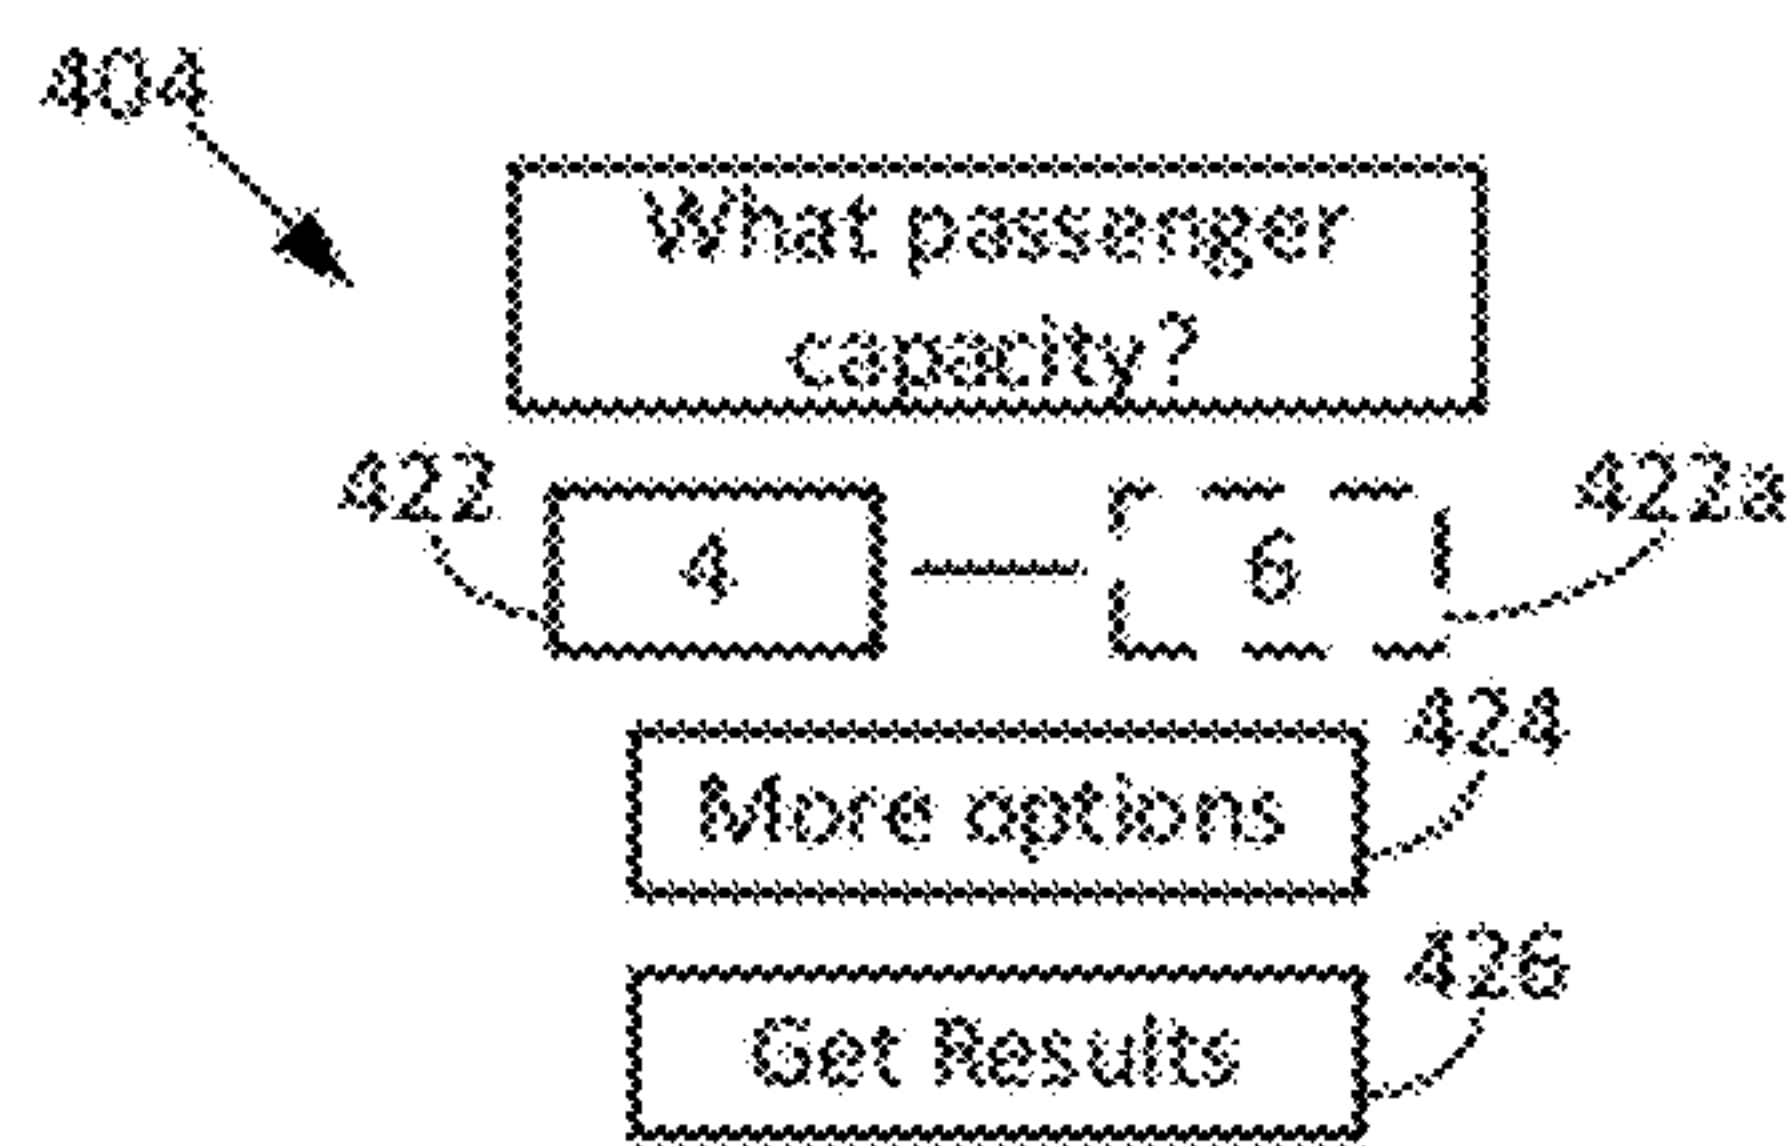 404
What passenger
capacity?
422 4 6 422a
424
More options
426
Get Results